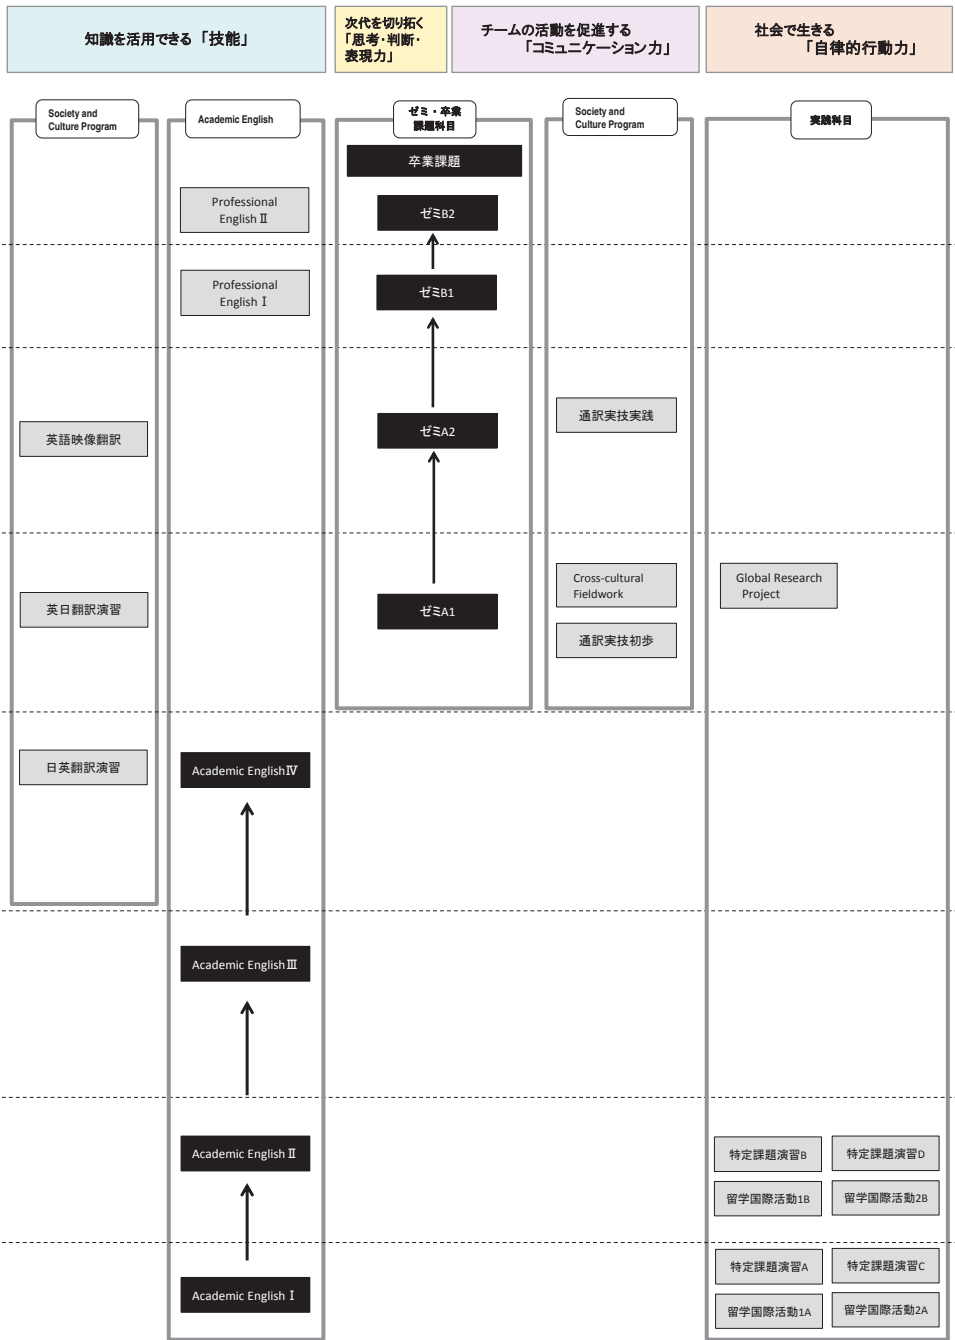 知識を活用できる「技能」
次代を切り拓く
「思考・判断・
表現力」
チームの活動を促進する
「コミュニケーション力」
社会で生きる
「自律的行動力」
Society and
Culture Program
Academic English
ゼミ・卒業
課題科目
Society and
Culture Program
実践科目
卒業課題
Professional
English Ⅱ
ゼミB2
Professional
English Ⅰ
ゼミB1
英語映像翻訳
ゼミA2
通訳実技実践
英日翻訳演習
ゼミA1
Cross-cultural
Fieldwork
通訳実技初歩
Global Research
Project
日英翻訳演習
Academic English Ⅳ
Academic English Ⅲ
Academic English Ⅱ
特定課題演習B
特定課題演習D
留学国際活動1B
留学国際活動2B
Academic English Ⅰ
特定課題演習A
特定課題演習C
留学国際活動1A
留学国際活動2A